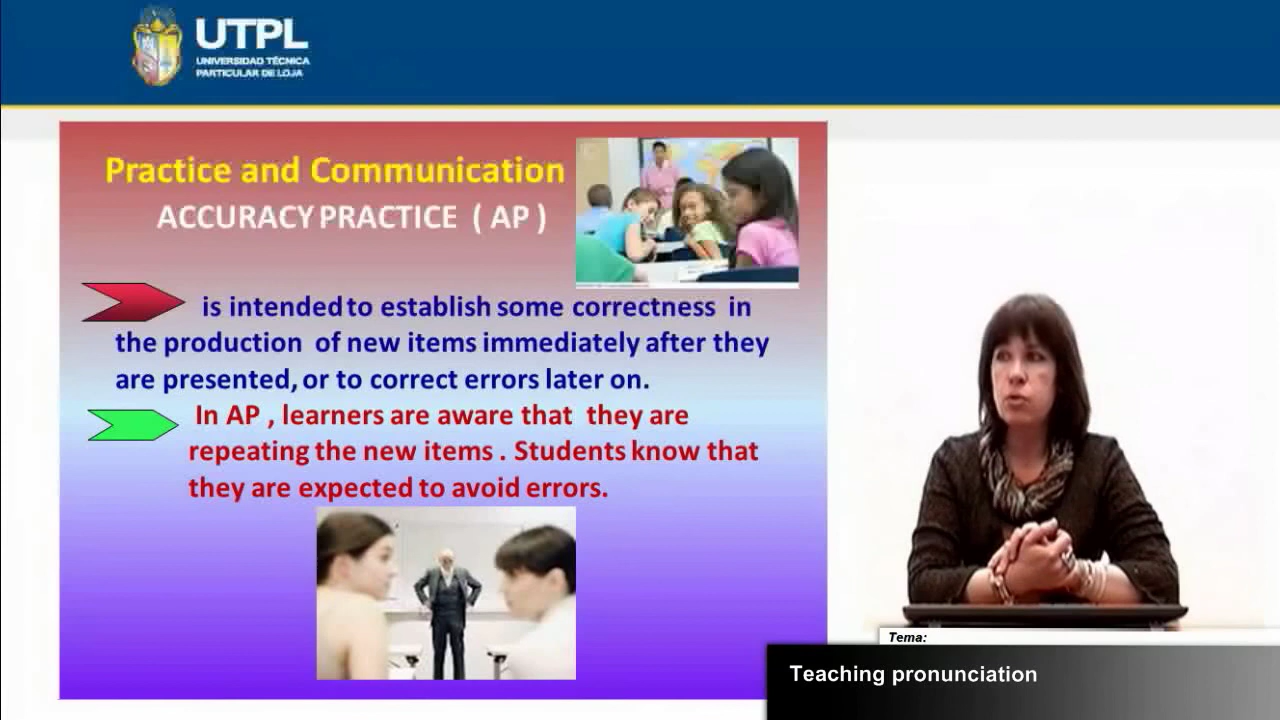 UTPL
UNIVERSIDAD TÉCNICA
PARTICULAR DE LOJA
Practice and Communication
ACCURACY PRACTICE ( AP )
is intended to establish some correctness in
the production of new items immediately after they
are presented, or to correct errors later on.
In AP , learners are aware that they are
repeating the new items . Students know that
they are expected to avoid errors.
Tema:
Teaching pronunciation